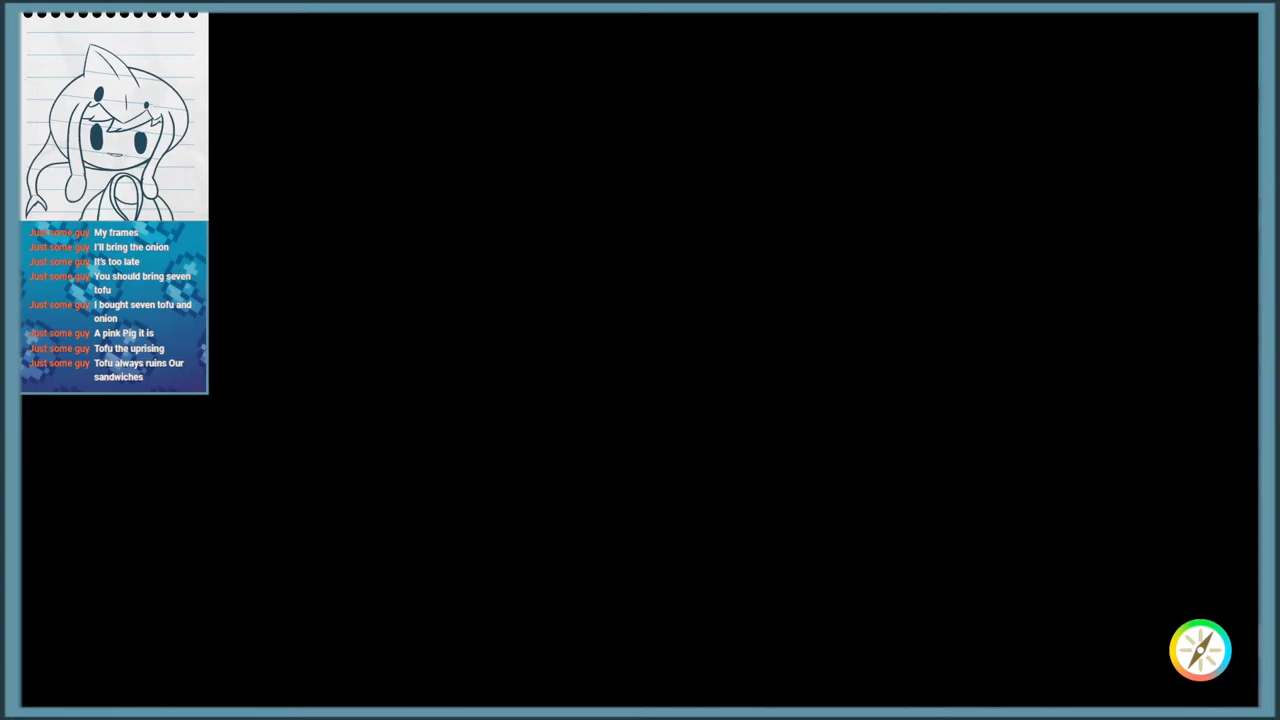 Just some guy My frames
Just some guy I'll bring the onion
Just some guy It's too late
Just some guy You should bring seven
tofu
Just some guy I bought seven tofu and
onion
Just some guy A pink Pig it is
Just some guy Tofu the uprising
Just some guy Tofu always ruins Our
sandwiches